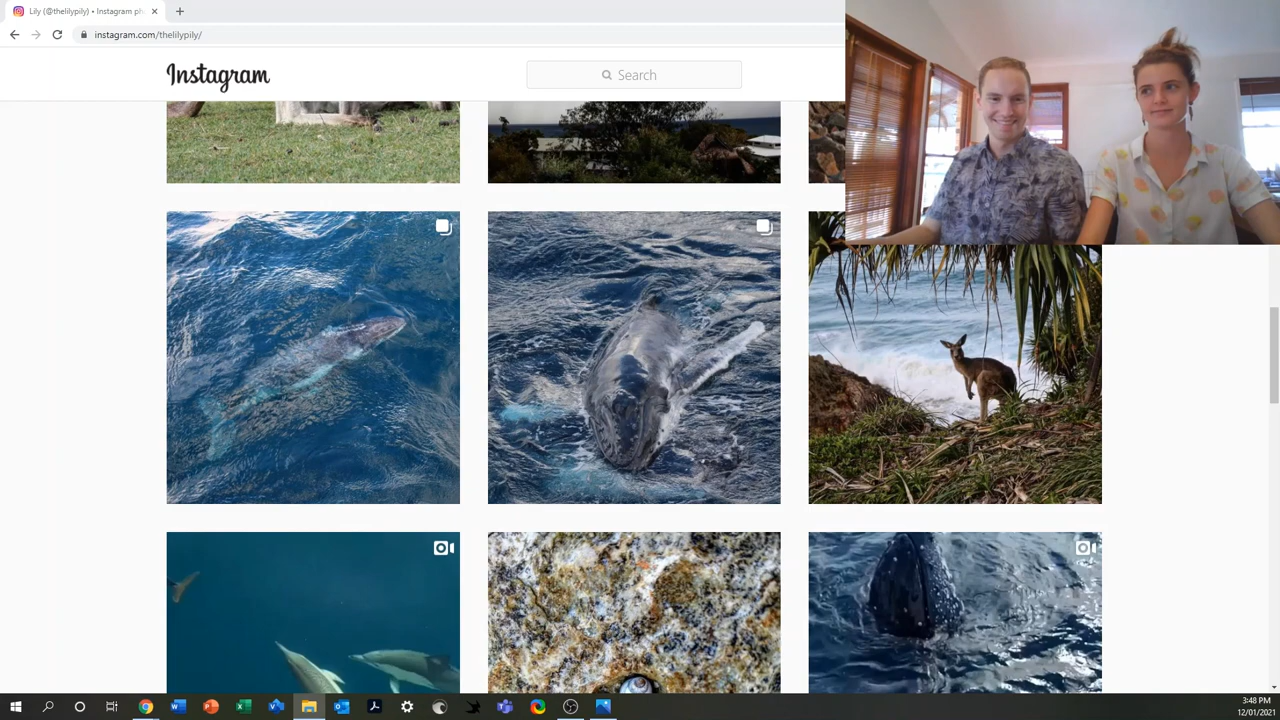 Lily (@thelilypily) • Instagram ph
instagram.com/thelilypily/
Instagram
Search
3:48 PM
12/01/2021